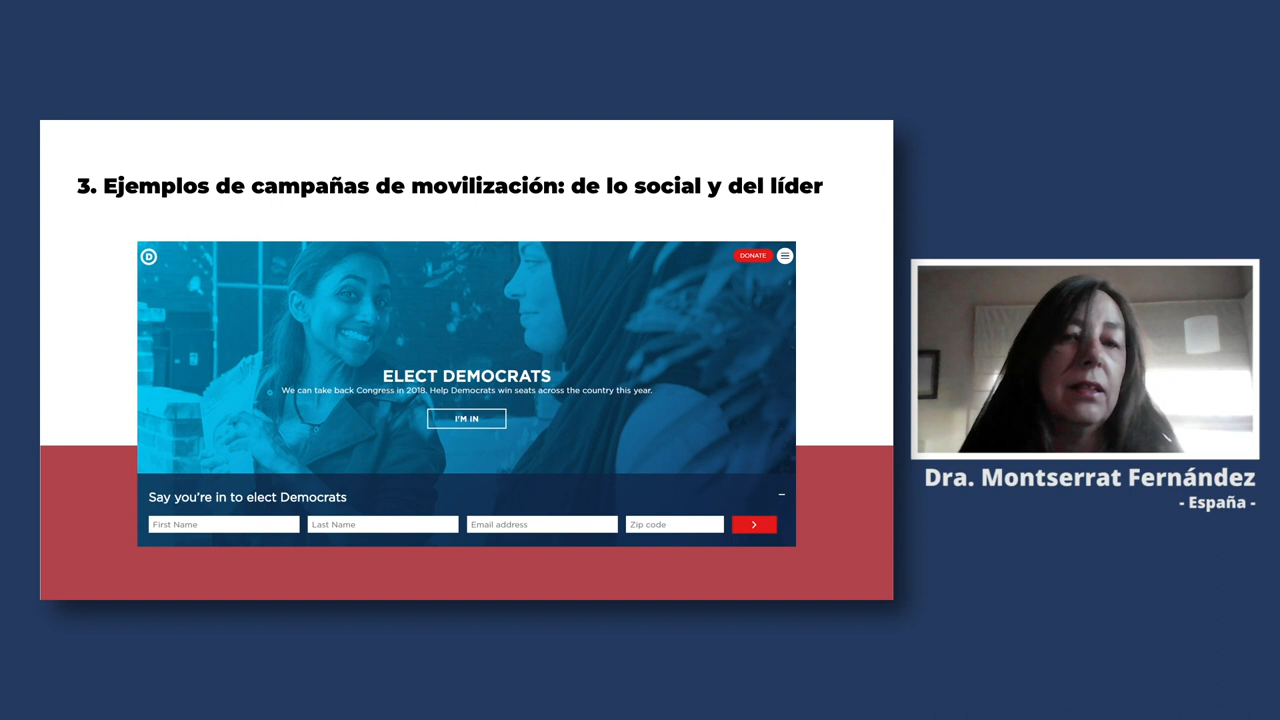 3. Ejemplos de campañas de movilización: de lo social y del líder
D
DONATE
ELECT DEMOCRATS
We can take back Congress in 2018. Help Democrats win seats across the country this year.
I'M IN
Say you're in to elect Democrats
First Name
Last Name
Email address
Zip code
Dra. Montserrat Fernández
- España -